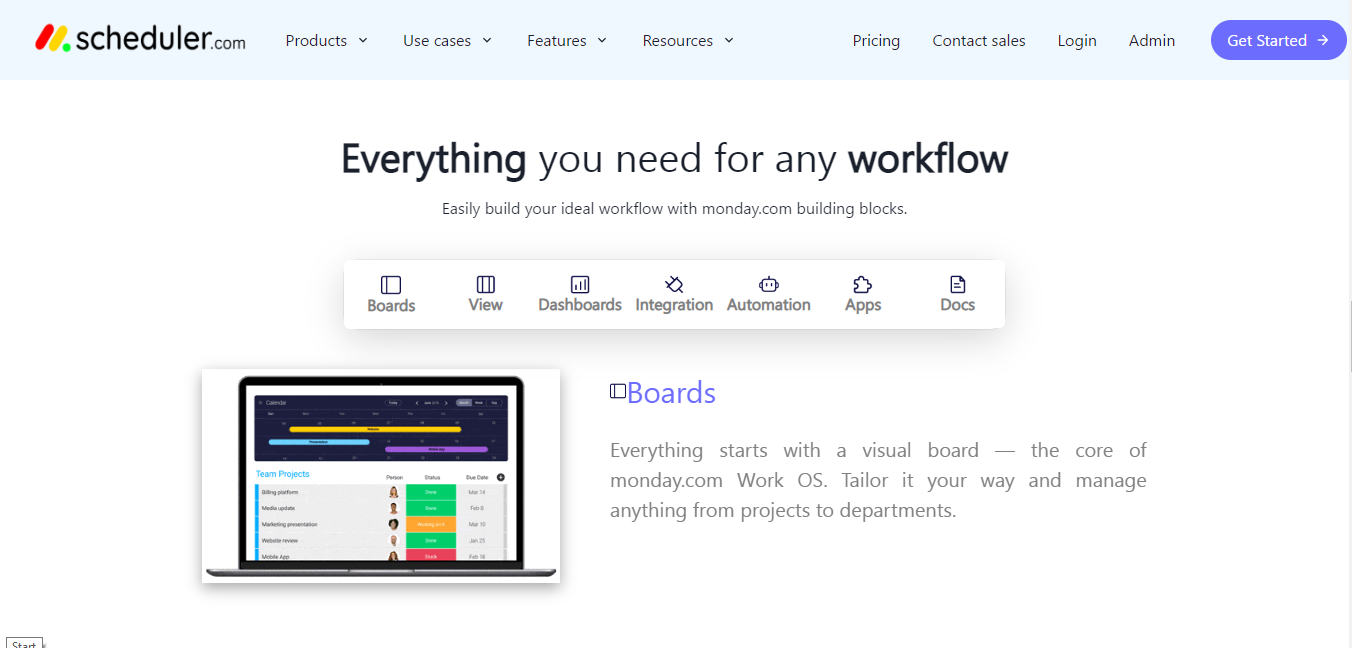 scheduler.com
Products Use cases Features Resources Pricing Contact sales Login Admin Get Started
Everything you need for any workflow
Easily build your ideal workflow with monday.com building blocks.
Boards View Dashboards Integration Automation Apps Docs
Calendar
Team Projects Person Status Due Date
Billing platform Done Mar 14
Media update Done Feb 8
Marketing presentation Working on it Mar 10
Website review Done Jan 25
Mobile App Stuck Feb 18
Boards
Everything starts with a visual board — the core of
monday.com Work OS. Tailor it your way and manage
anything from projects to departments.
Start